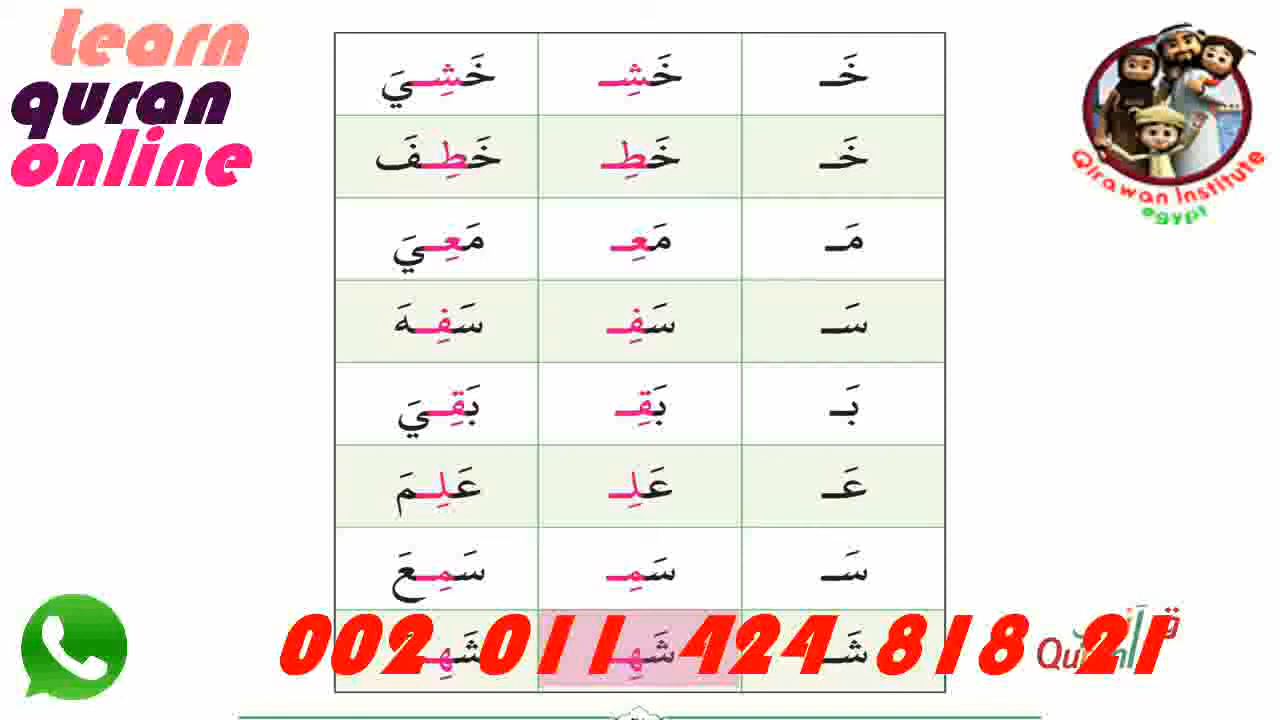 Learn
quran
online
خَـ خَشِـ خَشِيَ
خَـ خَطِـ خَطِفَ
مَـ مَعِـ مَعِيَ
سَـ سَفِـ سَفِهَ
بَـ بَقِـ بَقِيَ
عَـ عَلِـ عَلِمَ
سَـ سَمِـ سَمِعَ
شَـ شَهِـ
002 011 424 818 21
Qirawan Institute
egypt